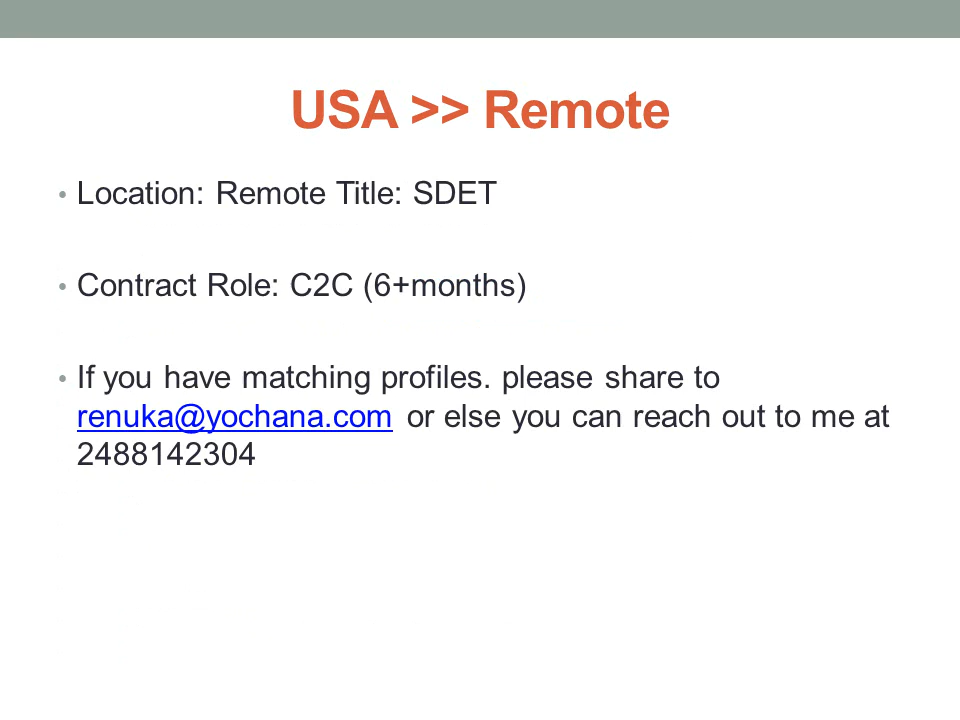 USA >> Remote
• Location: Remote Title: SDET
• Contract Role: C2C (6+months)
• If you have matching profiles. please share to
renuka@yochana.com or else you can reach out to me at
2488142304